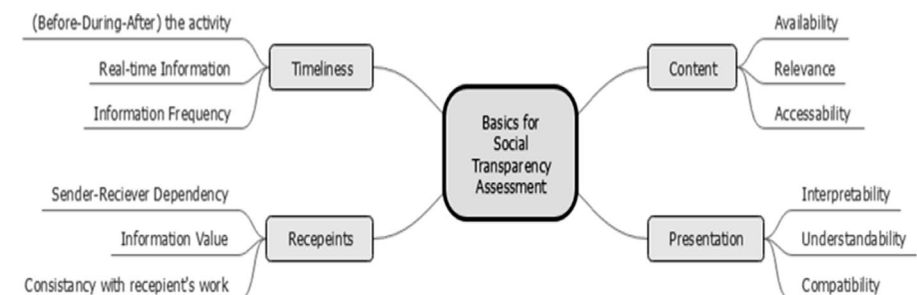 (Before-During-After) the activity
Real-time Information
Information Frequency
Timeliness
Sender-Reciever Dependency
Information Value
Consistancy with recepient's work
Recepeints
Basics for
Social
Transparency
Assessment
Content
Availability
Relevance
Accessability
Presentation
Interpretability
Understandability
Compatibility